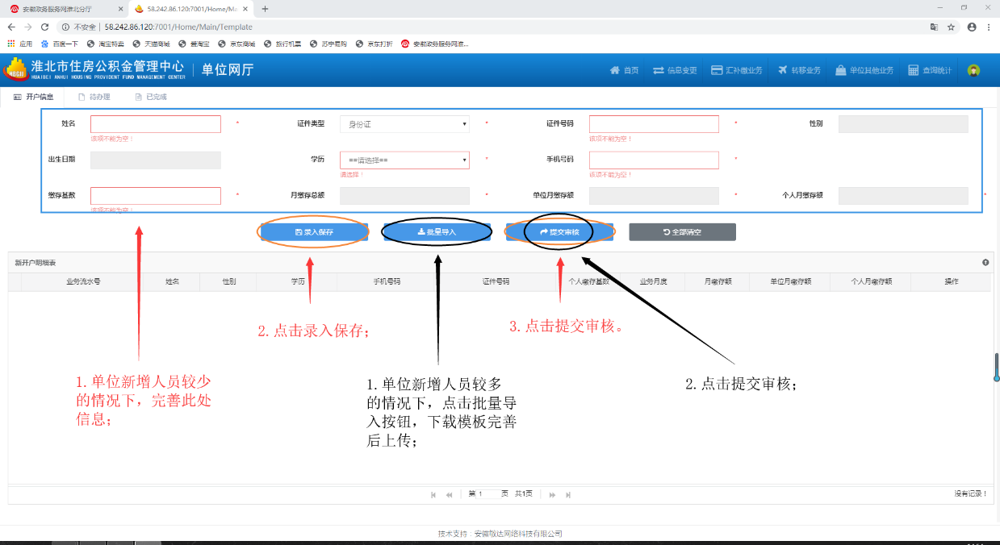 安徽政务服务网淮北分厅
58.242.86.120:7001/Home/Ma
不安全 | 58.242.86.120:7001/Home/Main/Template
应用 百度一下 淘宝特卖 天猫商城 爱淘宝 京东商城 旅行机票 苏宁易购 京东打折 安徽政务服务网淮...
淮北市住房公积金管理中心 单位网厅
HUAIBEI ANHUI HOUSING PROVIDENT FUND MANAGEMENT CENTER
首页 信息变更 汇补缴业务 转移业务 单位其他业务 查询统计
开户信息 待办理 已完成
姓名 * 证件类型 身份证 * 证件号码 * 性别
该项不能为空！ 该项不能为空！
出生日期 学历 ==请选择== * 手机号码 *
请选择！ 该项不能为空！
缴存基数 * 月缴存总额 * 单位月缴存额 * 个人月缴存额 *
该项不能为空！
录入保存 批量导入 提交审核 全部清空
新开户明细表
业务流水号 姓名 性别 学历 手机号码 证件号码 个人缴存基数 业务月度 月缴存额 单位月缴存额 个人月缴存额 操作
2.点击录入保存；
3.点击提交审核。
1.单位新增人员较少
的情况下，完善此处
信息；
1.单位新增人员较多
的情况下，点击批量导
入按钮，下载模板完善
后上传；
2.点击提交审核；
第 1 页 共1页
没有记录！
技术支持：安徽敏达网络科技有限公司